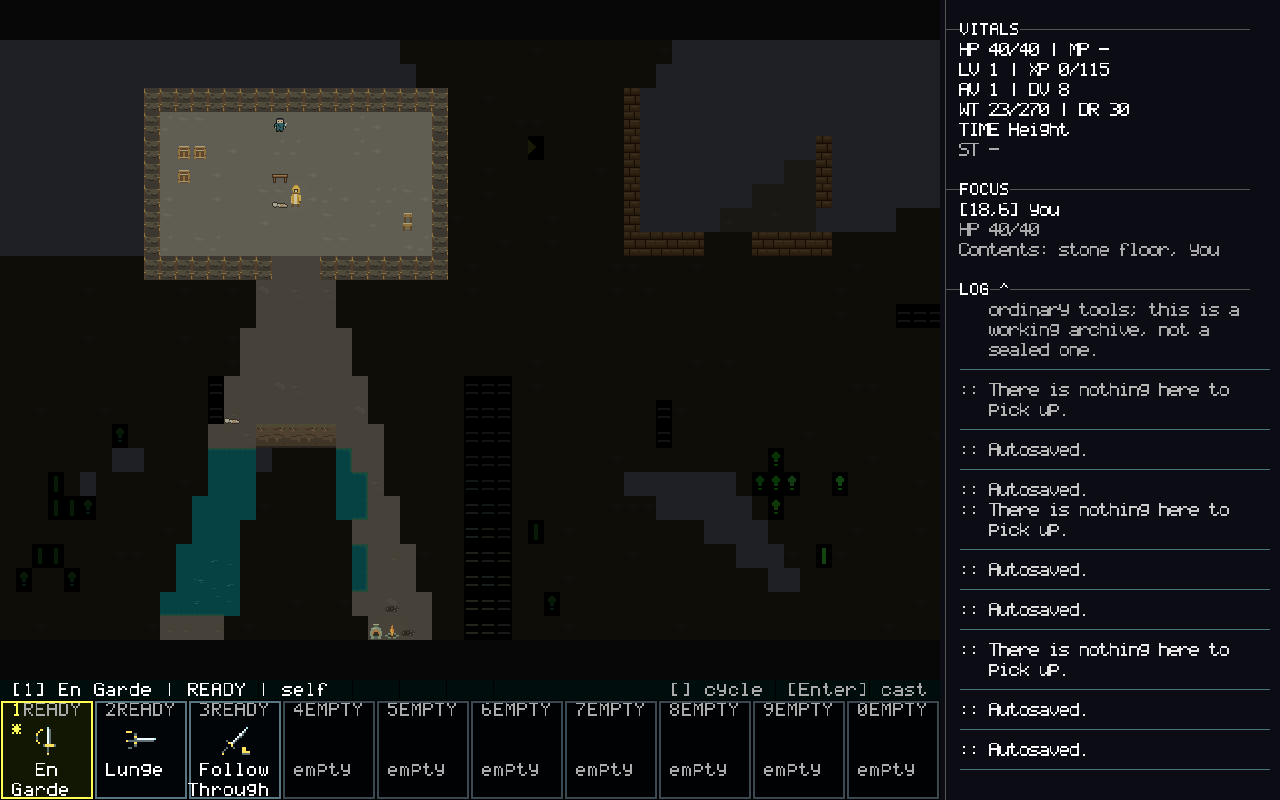 VITALS
HP 40/40 | MP -
LV 1 | XP 0/115
AV 1 | DV 8
WT 23/270 | DR 30
TIME Height
ST -
FOCUS
[18,6] You
HP 40/40
Contents: stone floor, You
LOG ^
ordinary tools; this is a
working archive, not a
sealed one.
:: There is nothing here to
Pick uP.
:: Autosaved.
:: Autosaved.
:: There is nothing here to
Pick uP.
:: Autosaved.
:: Autosaved.
:: There is nothing here to
Pick uP.
:: Autosaved.
:: Autosaved.
[1] En Garde | READY | self
[] cycle [Enter] cast
1READY 2READY 3READY 4EMPTY 5EMPTY 6EMPTY 7EMPTY 8EMPTY 9EMPTY 0EMPTY
*
En Lunge Follow emPty emPty emPty emPty emPty emPty emPty
Garde Through